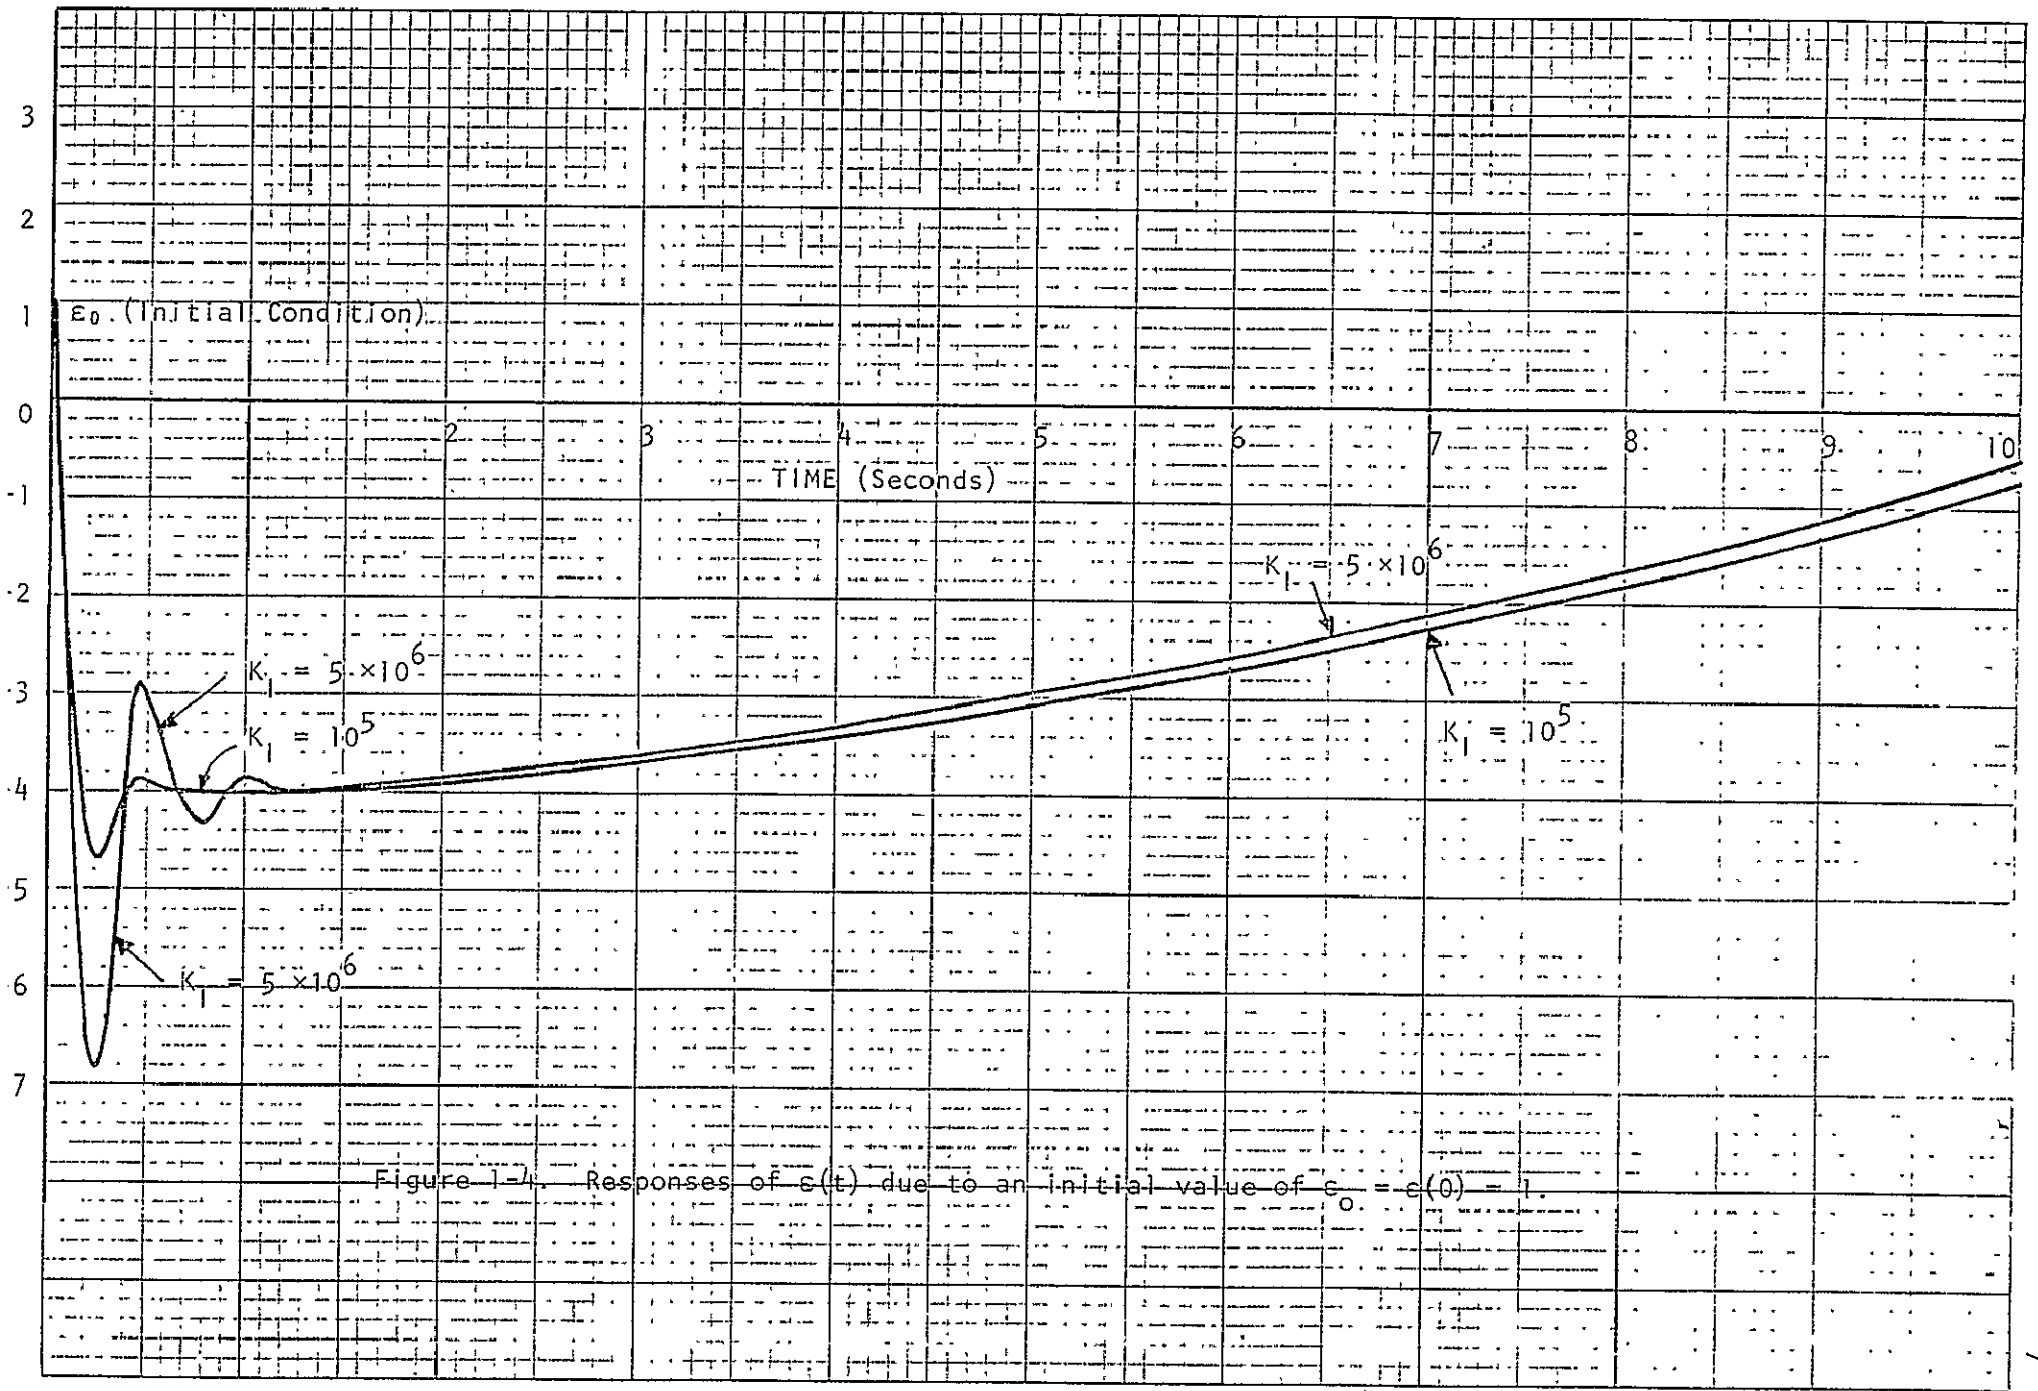 3
2
1
ε₀ (Initial Condition)
0
2 3 4 5 6 7 8 9 10
TIME (Seconds)
-1
-2
-3
-4
-5
-6
-7
K₁ = 5 ×10⁶
K₁ = 10⁵
K₁ = 5 ×10⁶
K₁ = 10⁵
K₁ = 5 ×10⁶
Figure 1-4. Responses of ε(t) due to an initial value of ε₀ = ε(0) = 1.